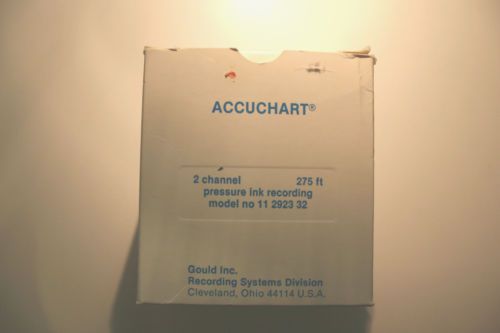 ACCUCHART®
2 channel 275 ft
pressure ink recording
model no 11 2923 32
Gould Inc.
Recording Systems Division
Cleveland, Ohio 44114 U.S.A.